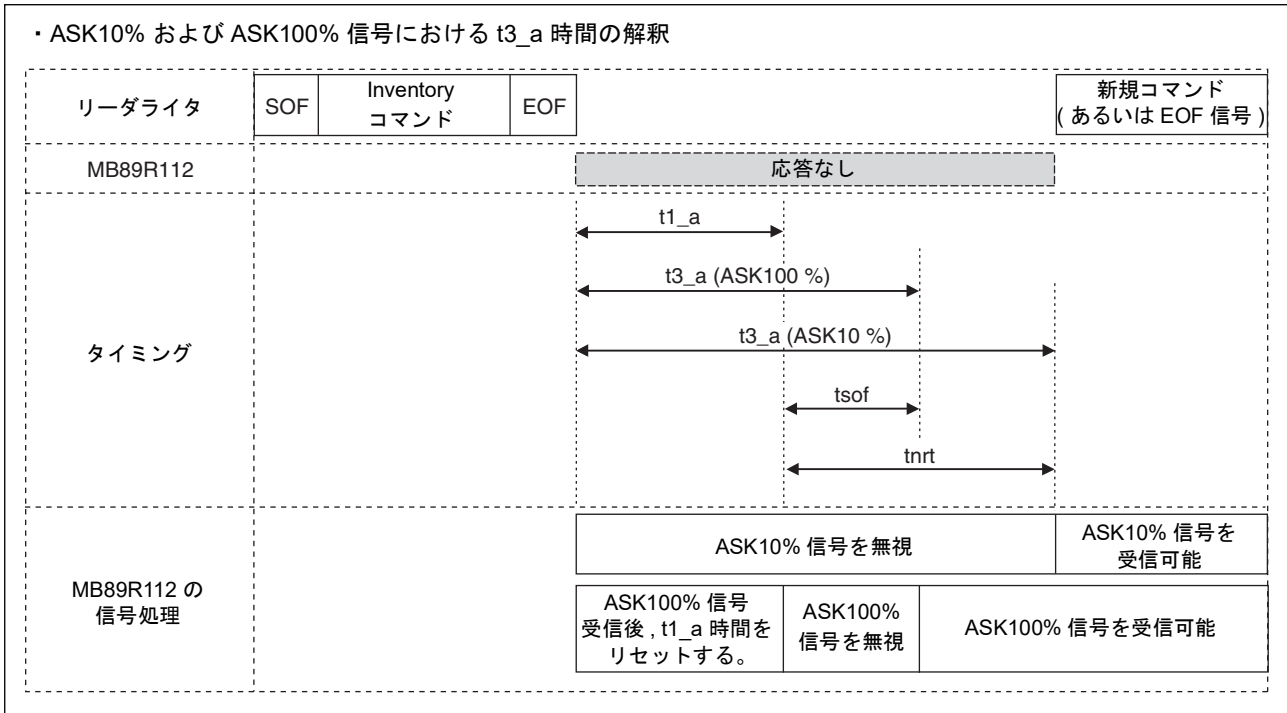 ・ASK10% および ASK100% 信号における t3_a 時間の解釈
リーダライタ
SOF
Inventory
コマンド
EOF
新規コマンド
( あるいは EOF 信号 )
MB89R112
応答なし
タイミング
t1_a
t3_a (ASK100 %)
t3_a (ASK10 %)
tsof
tnrt
MB89R112 の
信号処理
ASK10% 信号を無視
ASK10% 信号を
受信可能
ASK100% 信号
受信後 , t1_a 時間を
リセットする。
ASK100%
信号を無視
ASK100% 信号を受信可能